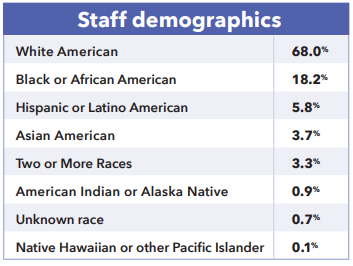 Staff demographics
White American 68.0%
Black or African American 18.2%
Hispanic or Latino American 5.8%
Asian American 3.7%
Two or More Races 3.3%
American Indian or Alaska Native 0.9%
Unknown race 0.7%
Native Hawaiian or other Pacific Islander 0.1%